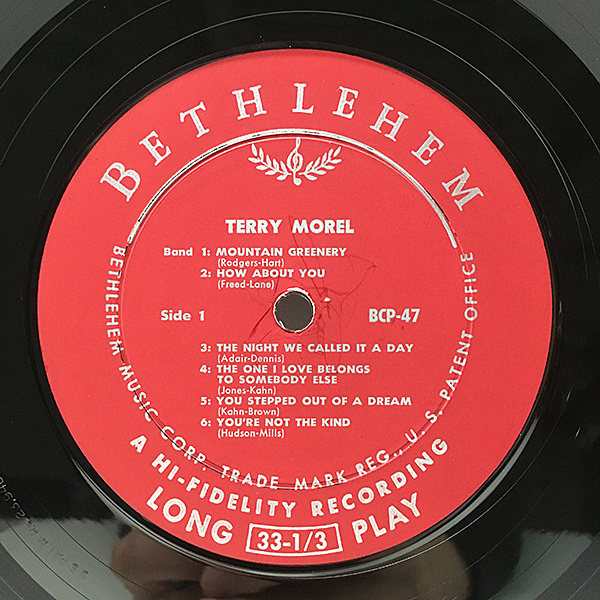 BETHLEHEM
TERRY MOREL
Band 1: MOUNTAIN GREENERY
(Rodgers-Hart)
2: HOW ABOUT YOU
(Freed-Lane)
Side 1
BCP-47
3: THE NIGHT WE CALLED IT A DAY
(Adair-Dennis)
4: THE ONE I LOVE BELONGS
TO SOMEBODY ELSE
(Jones-Kahn)
5: YOU STEPPED OUT OF A DREAM
(Kahn-Brown)
6: YOU'RE NOT THE KIND
(Hudson-Mills)
BETHLEHEM MUSIC CORP. TRADE MARK REG., U. S. PATENT OFFICE
A HI-FIDELITY RECORDING
LONG 33-1/3 PLAY